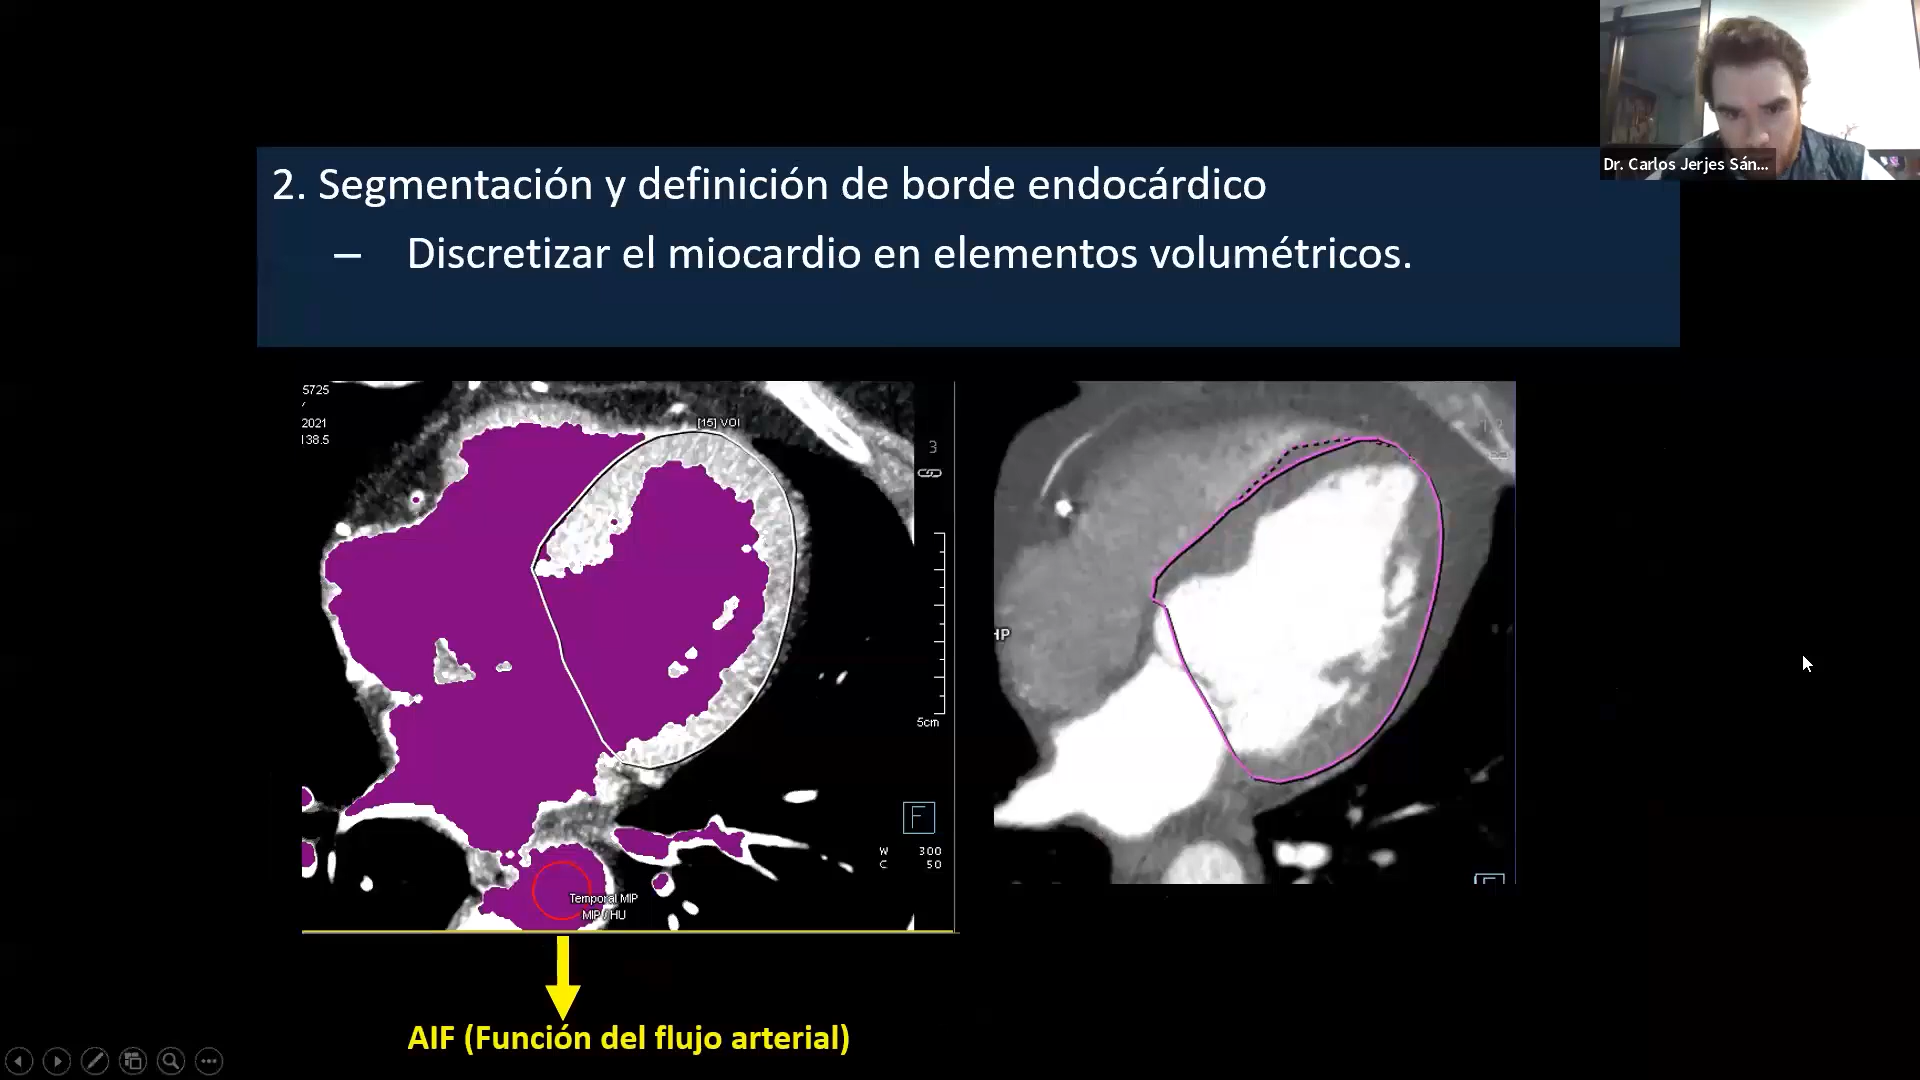 Dr. Carlos Jerjes Sán...
2. Segmentación y definición de borde endocárdico
– Discretizar el miocardio en elementos volumétricos.
5725
2021
138.5
[15] VOI
3
5cm
F
W 300
C 50
Temporal MIP
MIP / HU
HP
AIF (Función del flujo arterial)